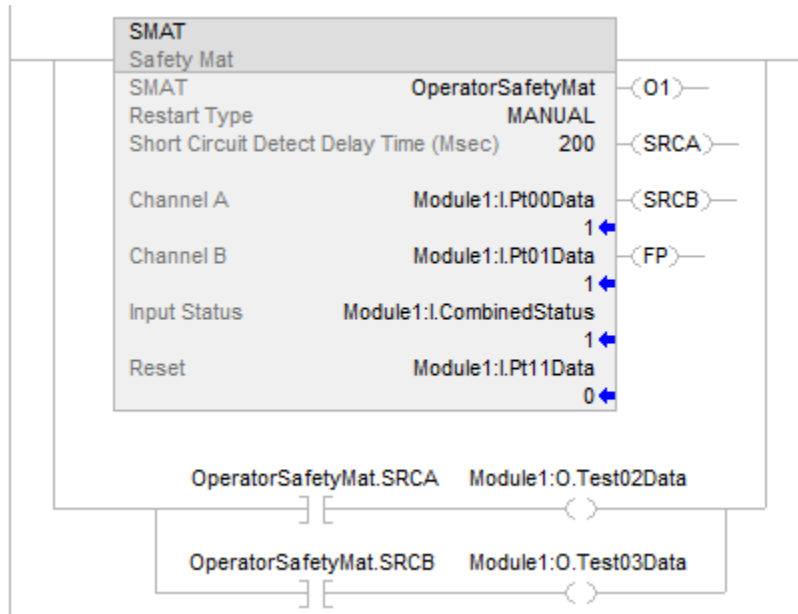 SMAT
Safety Mat
SMAT OperatorSafetyMat (O1)
Restart Type MANUAL
Short Circuit Detect Delay Time (Msec) 200 (SRCA)
Channel A Module1:I.Pt00Data (SRCB)
1
Channel B Module1:I.Pt01Data (FP)
1
Input Status Module1:I.CombinedStatus
1
Reset Module1:I.Pt11Data
0
OperatorSafetyMat.SRCA Module1:O.Test02Data
OperatorSafetyMat.SRCB Module1:O.Test03Data